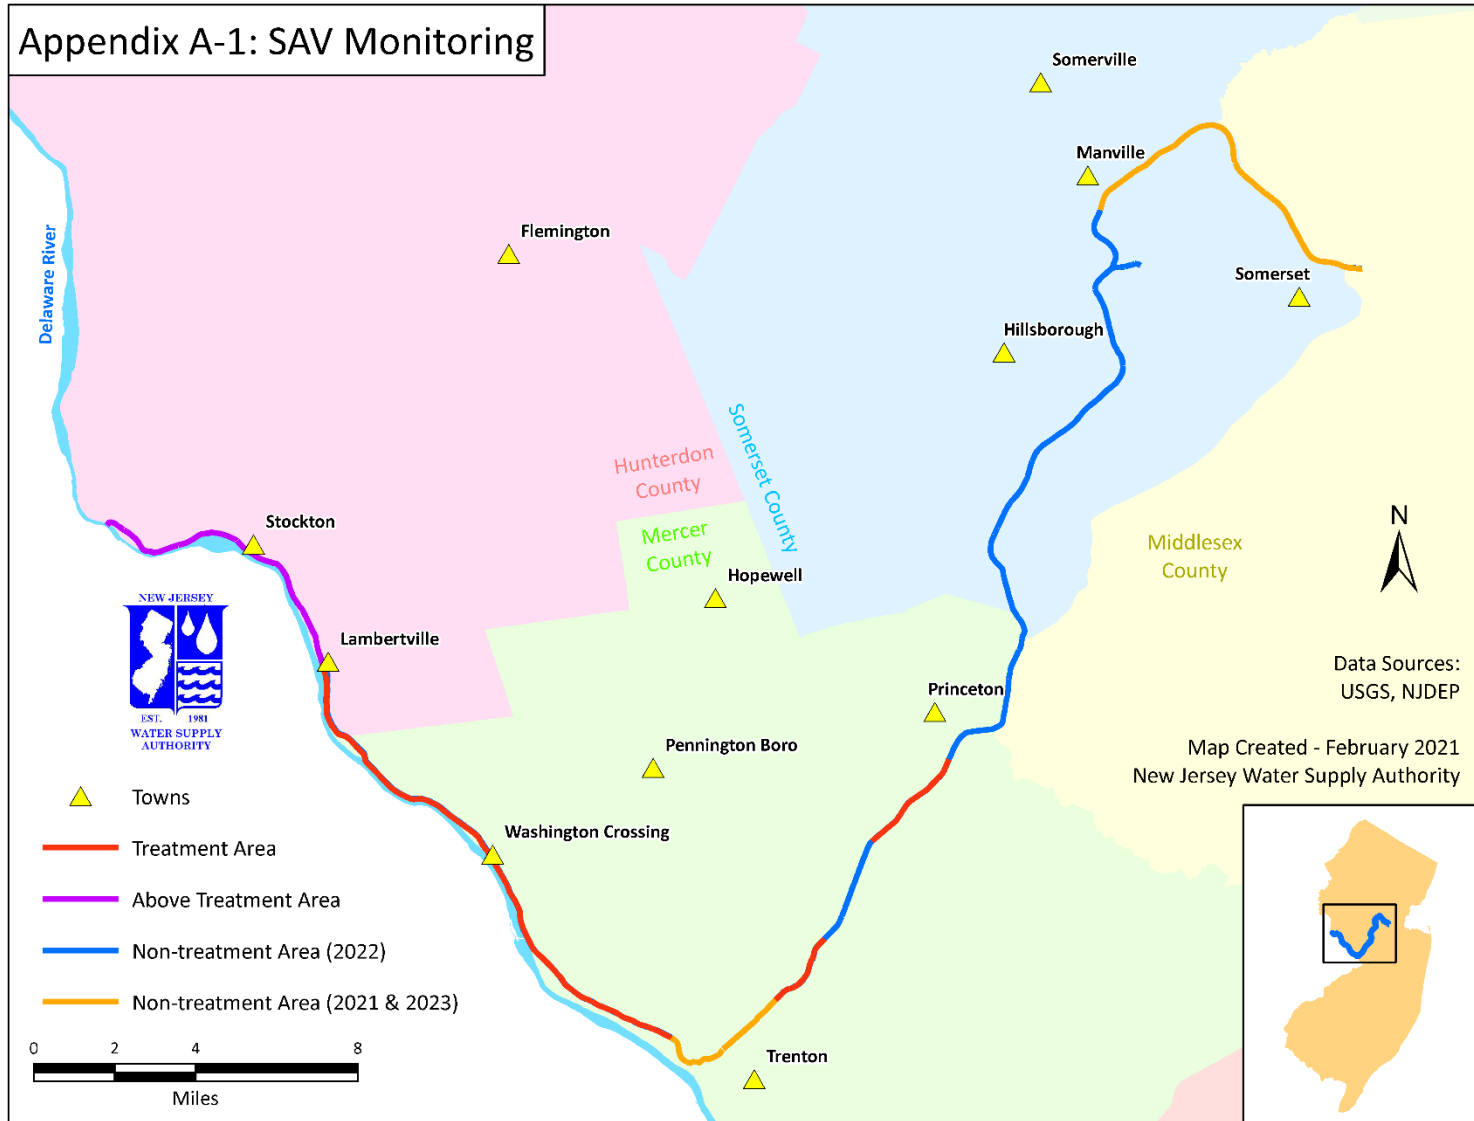 Appendix A-1: SAV Monitoring
Somerville
Manville
Flemington
Delaware River
Somerset
Hillsborough
Somerset County
Hunterdon
County
Stockton
Mercer
County
Middlesex
County
N
Hopewell
NEW JERSEY
EST. 1981
WATER SUPPLY
AUTHORITY
Lambertville
Princeton
Data Sources:
USGS, NJDEP
Pennington Boro
Map Created - February 2021
New Jersey Water Supply Authority
Towns
Washington Crossing
Treatment Area
Above Treatment Area
Non-treatment Area (2022)
Non-treatment Area (2021 & 2023)
Trenton
0 2 4 8
Miles